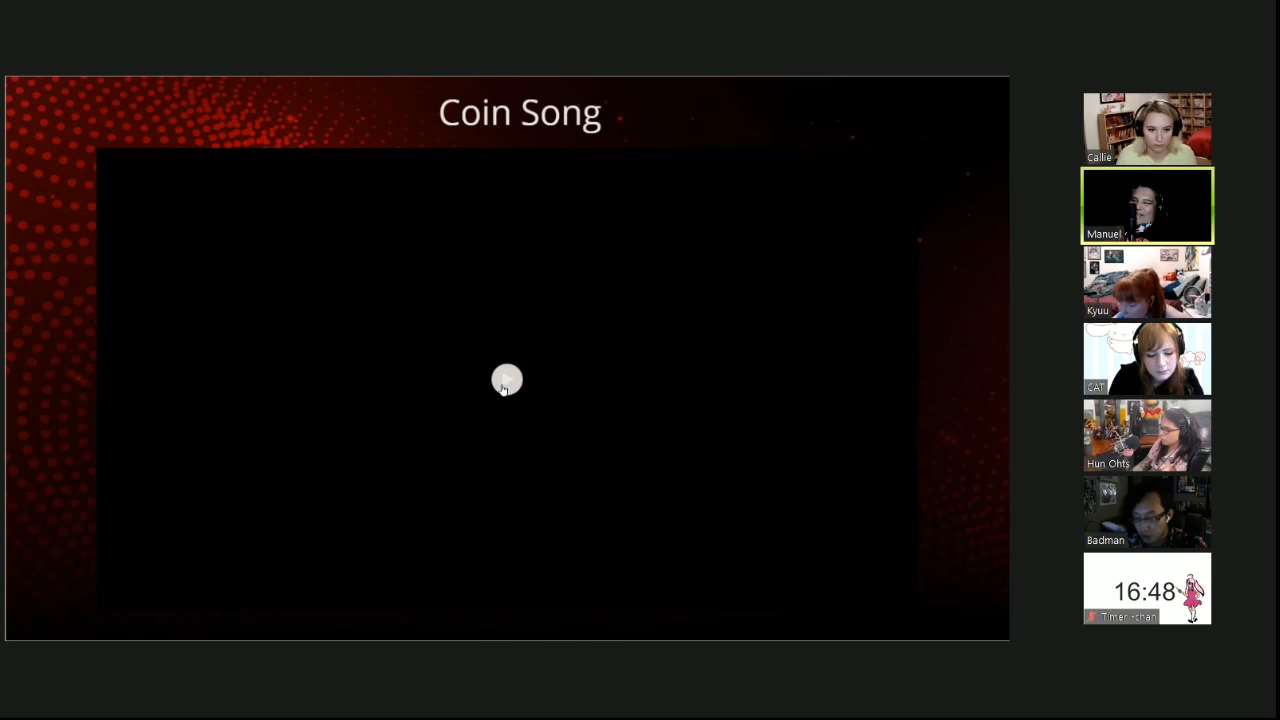 Coin Song
Callie
Manuel
Kyuu
CAT
Hun Ohts
Badman
16:48
Timer -chan